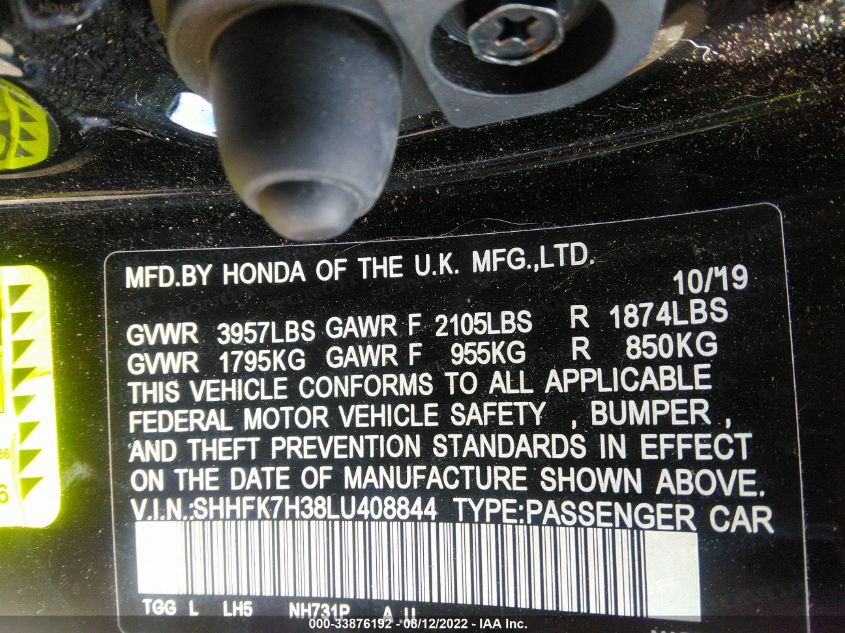 MFD.BY HONDA OF THE U.K. MFG.,LTD. 10/19
GVWR 3957LBS GAWR F 2105LBS R 1874LBS
GVWR 1795KG GAWR F 955KG R 850KG
THIS VEHICLE CONFORMS TO ALL APPLICABLE
FEDERAL MOTOR VEHICLE SAFETY , BUMPER ,
AND THEFT PREVENTION STANDARDS IN EFFECT
ON THE DATE OF MANUFACTURE SHOWN ABOVE.
V.I.N.:SHHFK7H38LU408844 TYPE:PASSENGER CAR
TGG L LH5 NH731P A U
000-33876192 - 08/12/2022 - IAA Inc.